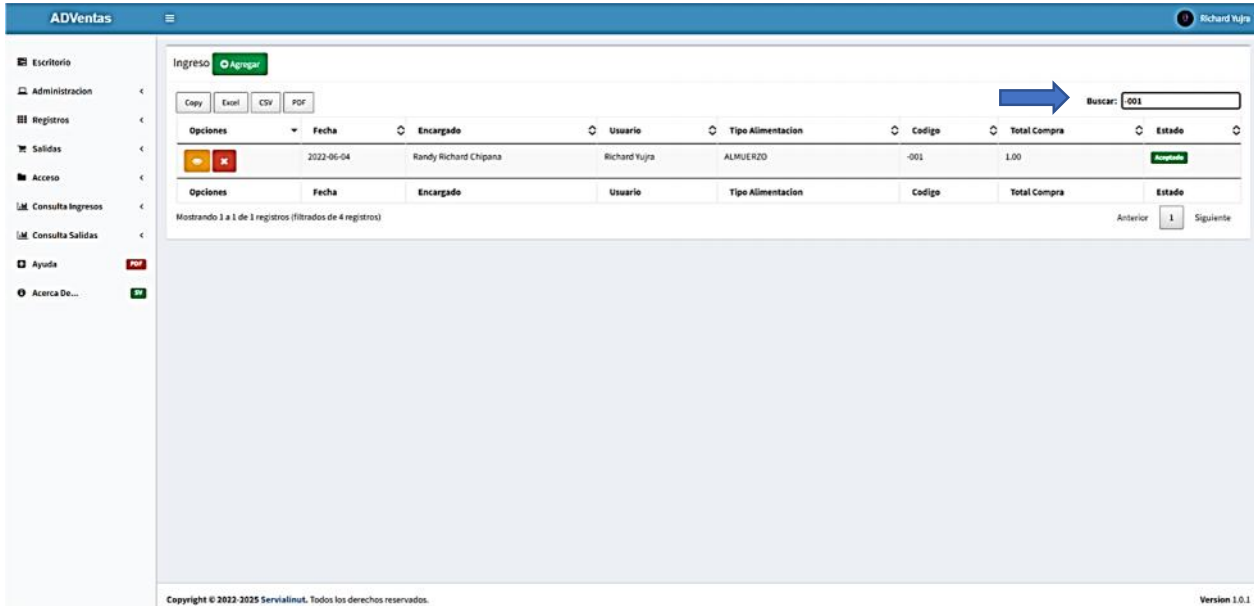 ADVentas
Richard Yujra
Escritorio
Administracion
Registros
Salidas
Acceso
Consulta Ingresos
Consulta Salidas
Ayuda PDF
Acerca De... SV
Ingreso Agregar
Copy Excel CSV PDF
Buscar: -001
Opciones Fecha Encargado Usuario Tipo Alimentacion Codigo Total Compra Estado
2022-06-04 Randy Richard Chipana Richard Yujra ALMUERZO -001 1.00 Aceptado
Opciones Fecha Encargado Usuario Tipo Alimentacion Codigo Total Compra Estado
Mostrando 1 a 1 de 1 registros (filtrados de 4 registros)
Anterior 1 Siguiente
Copyright © 2022-2025 Servialinut. Todos los derechos reservados.
Version 1.0.1